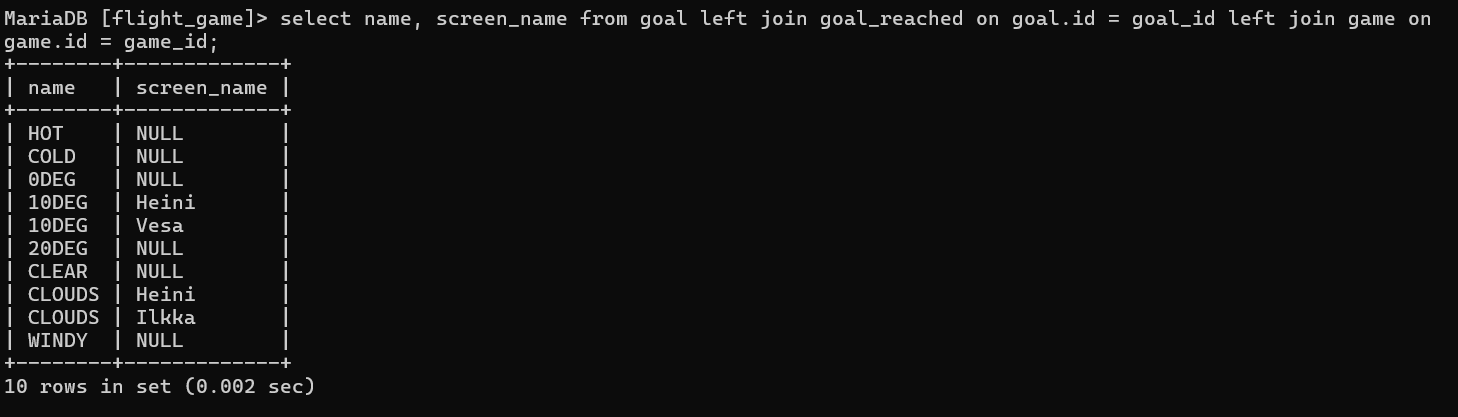 MariaDB [flight_game]> select name, screen_name from goal left join goal_reached on goal.id = goal_id left join game on
game.id = game_id;
+--------+-------------+
| name   | screen_name |
+--------+-------------+
| HOT    | NULL        |
| COLD   | NULL        |
| 0DEG   | NULL        |
| 10DEG  | Heini       |
| 10DEG  | Vesa        |
| 20DEG  | NULL        |
| CLEAR  | NULL        |
| CLOUDS | Heini       |
| CLOUDS | Ilkka       |
| WINDY  | NULL        |
+--------+-------------+
10 rows in set (0.002 sec)